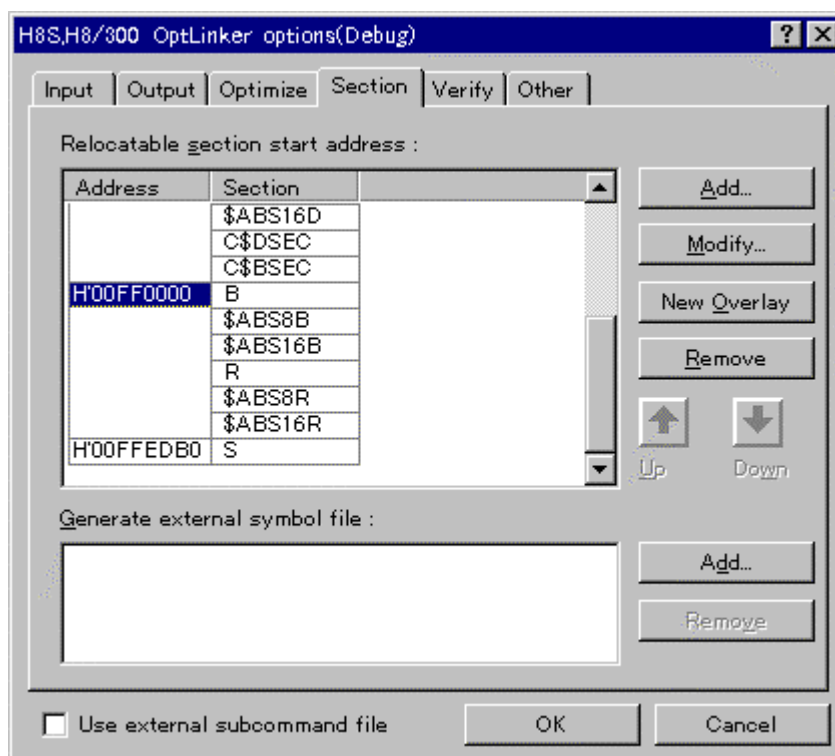 H8S,H8/300 OptLinker options(Debug)
Input Output Optimize Section Verify Other
Relocatable section start address :
Address Section
$ABS16D
C$DSEC
C$BSEC
H'00FF0000 B
$ABS8B
$ABS16B
R
$ABS8R
$ABS16R
H'00FFEDB0 S
Add...
Modify...
New Overlay
Remove
Up Down
Generate external symbol file :
Add...
Remove
Use external subcommand file
OK Cancel